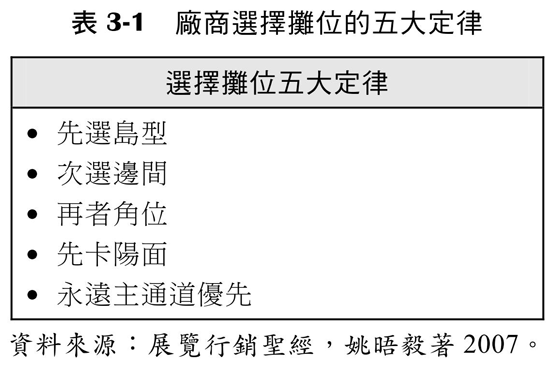 表 3-1 廠商選擇攤位的五大定律
選擇攤位五大定律
• 先選島型
• 次選邊間
• 再者角位
• 先卡陽面
• 永遠主通道優先
資料來源：展覽行銷聖經，姚晤毅著 2007。